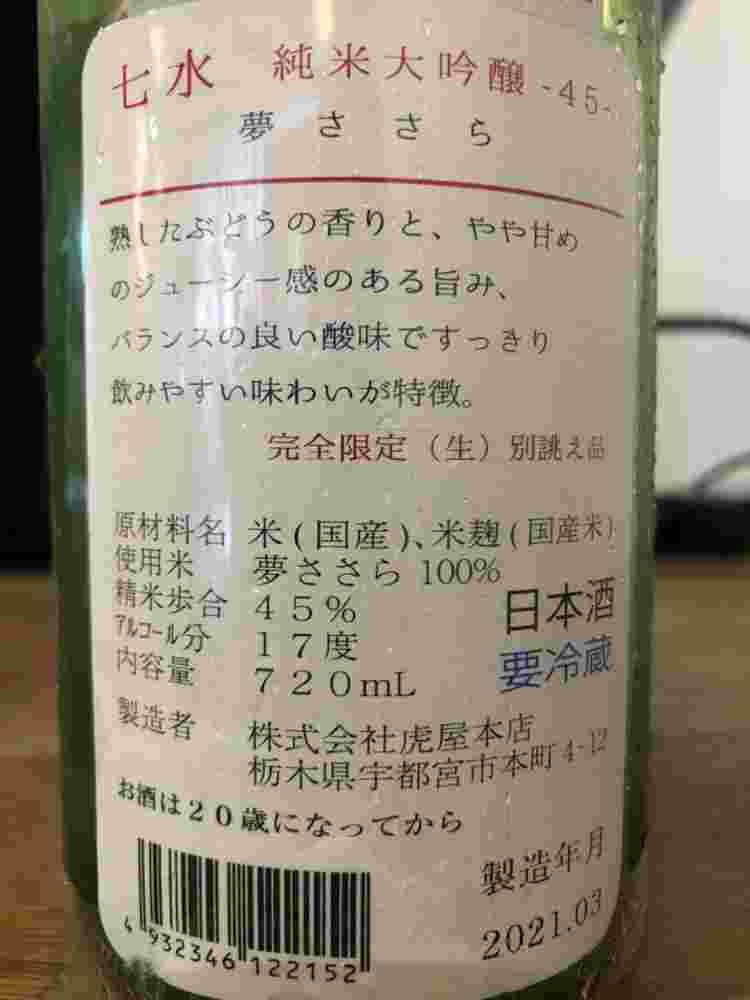 七水 純米大吟醸 -45-
夢ささら
熟したぶどうの香りと、やや甘め
のジューシー感のある旨み、
バランスの良い酸味ですっきり
飲みやすい味わいが特徴。
完全限定（生）別誂え品
原材料名 米(国産)、米麹(国産米)
使用米 夢ささら 100%
精米歩合 45%
ｱﾙｺｰﾙ分 17度
内容量 720mL
日本酒
要冷蔵
製造者 株式会社虎屋本店
栃木県宇都宮市本町4-12
お酒は20歳になってから
製造年月
2021.03
4 932346 122152